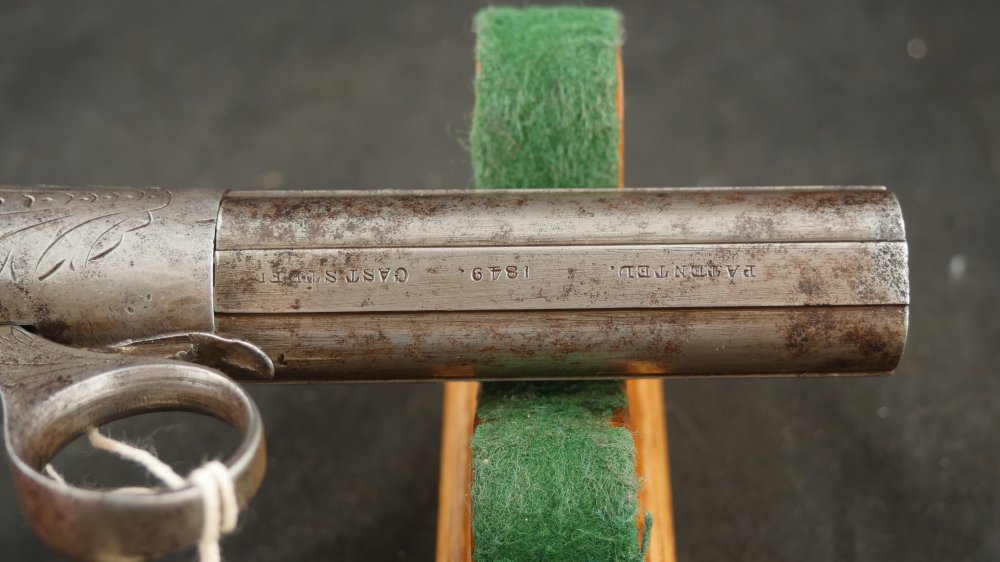 PATENTED. 1849. CAST STEEL